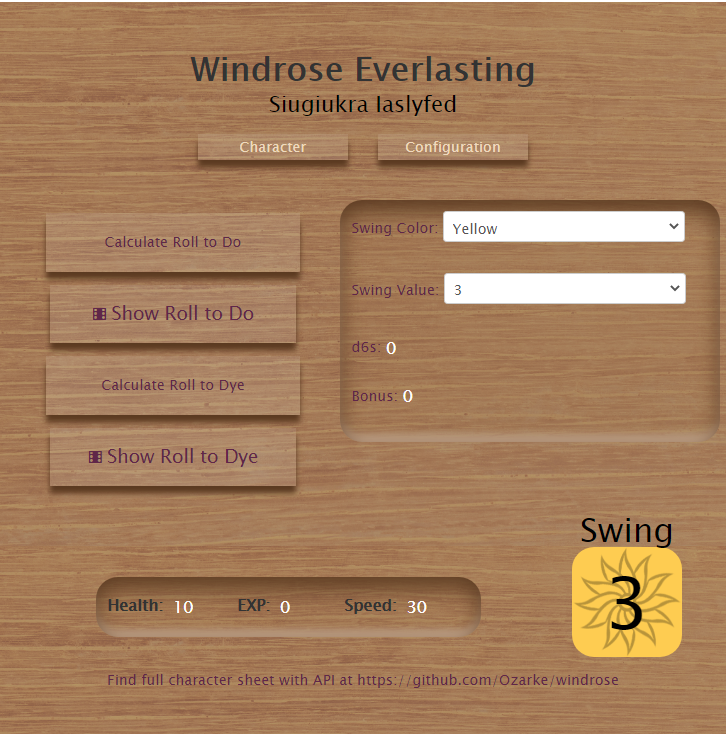 Windrose Everlasting
Siugiukra Iaslyfed
Character
Configuration
Calculate Roll to Do
Show Roll to Do
Calculate Roll to Dye
Show Roll to Dye
Swing Color: Yellow
Swing Value: 3
d6s: 0
Bonus: 0
Swing
3
Health: 10 EXP: 0 Speed: 30
Find full character sheet with API at https://github.com/Ozarke/windrose